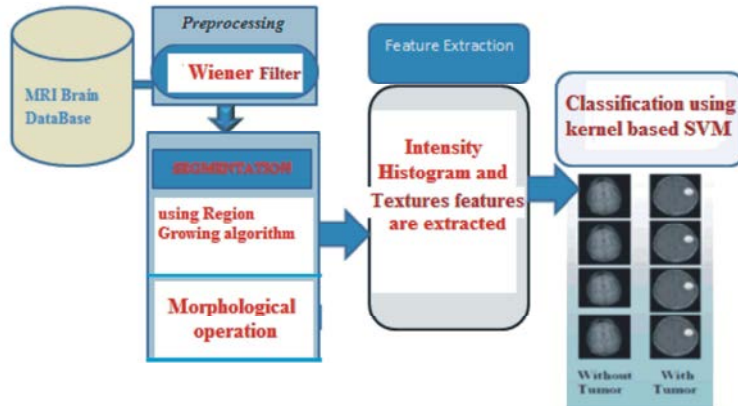 MRI Brain
DataBase
Preprocessing
Wiener Filter
SEGMENTATION
using Region
Growing algorithm
Morphological
operation
Feature Extraction
Intensity
Histogram and
Textures features
are extracted
Classification using
kernel based SVM
Without
Tumor
With
Tumor